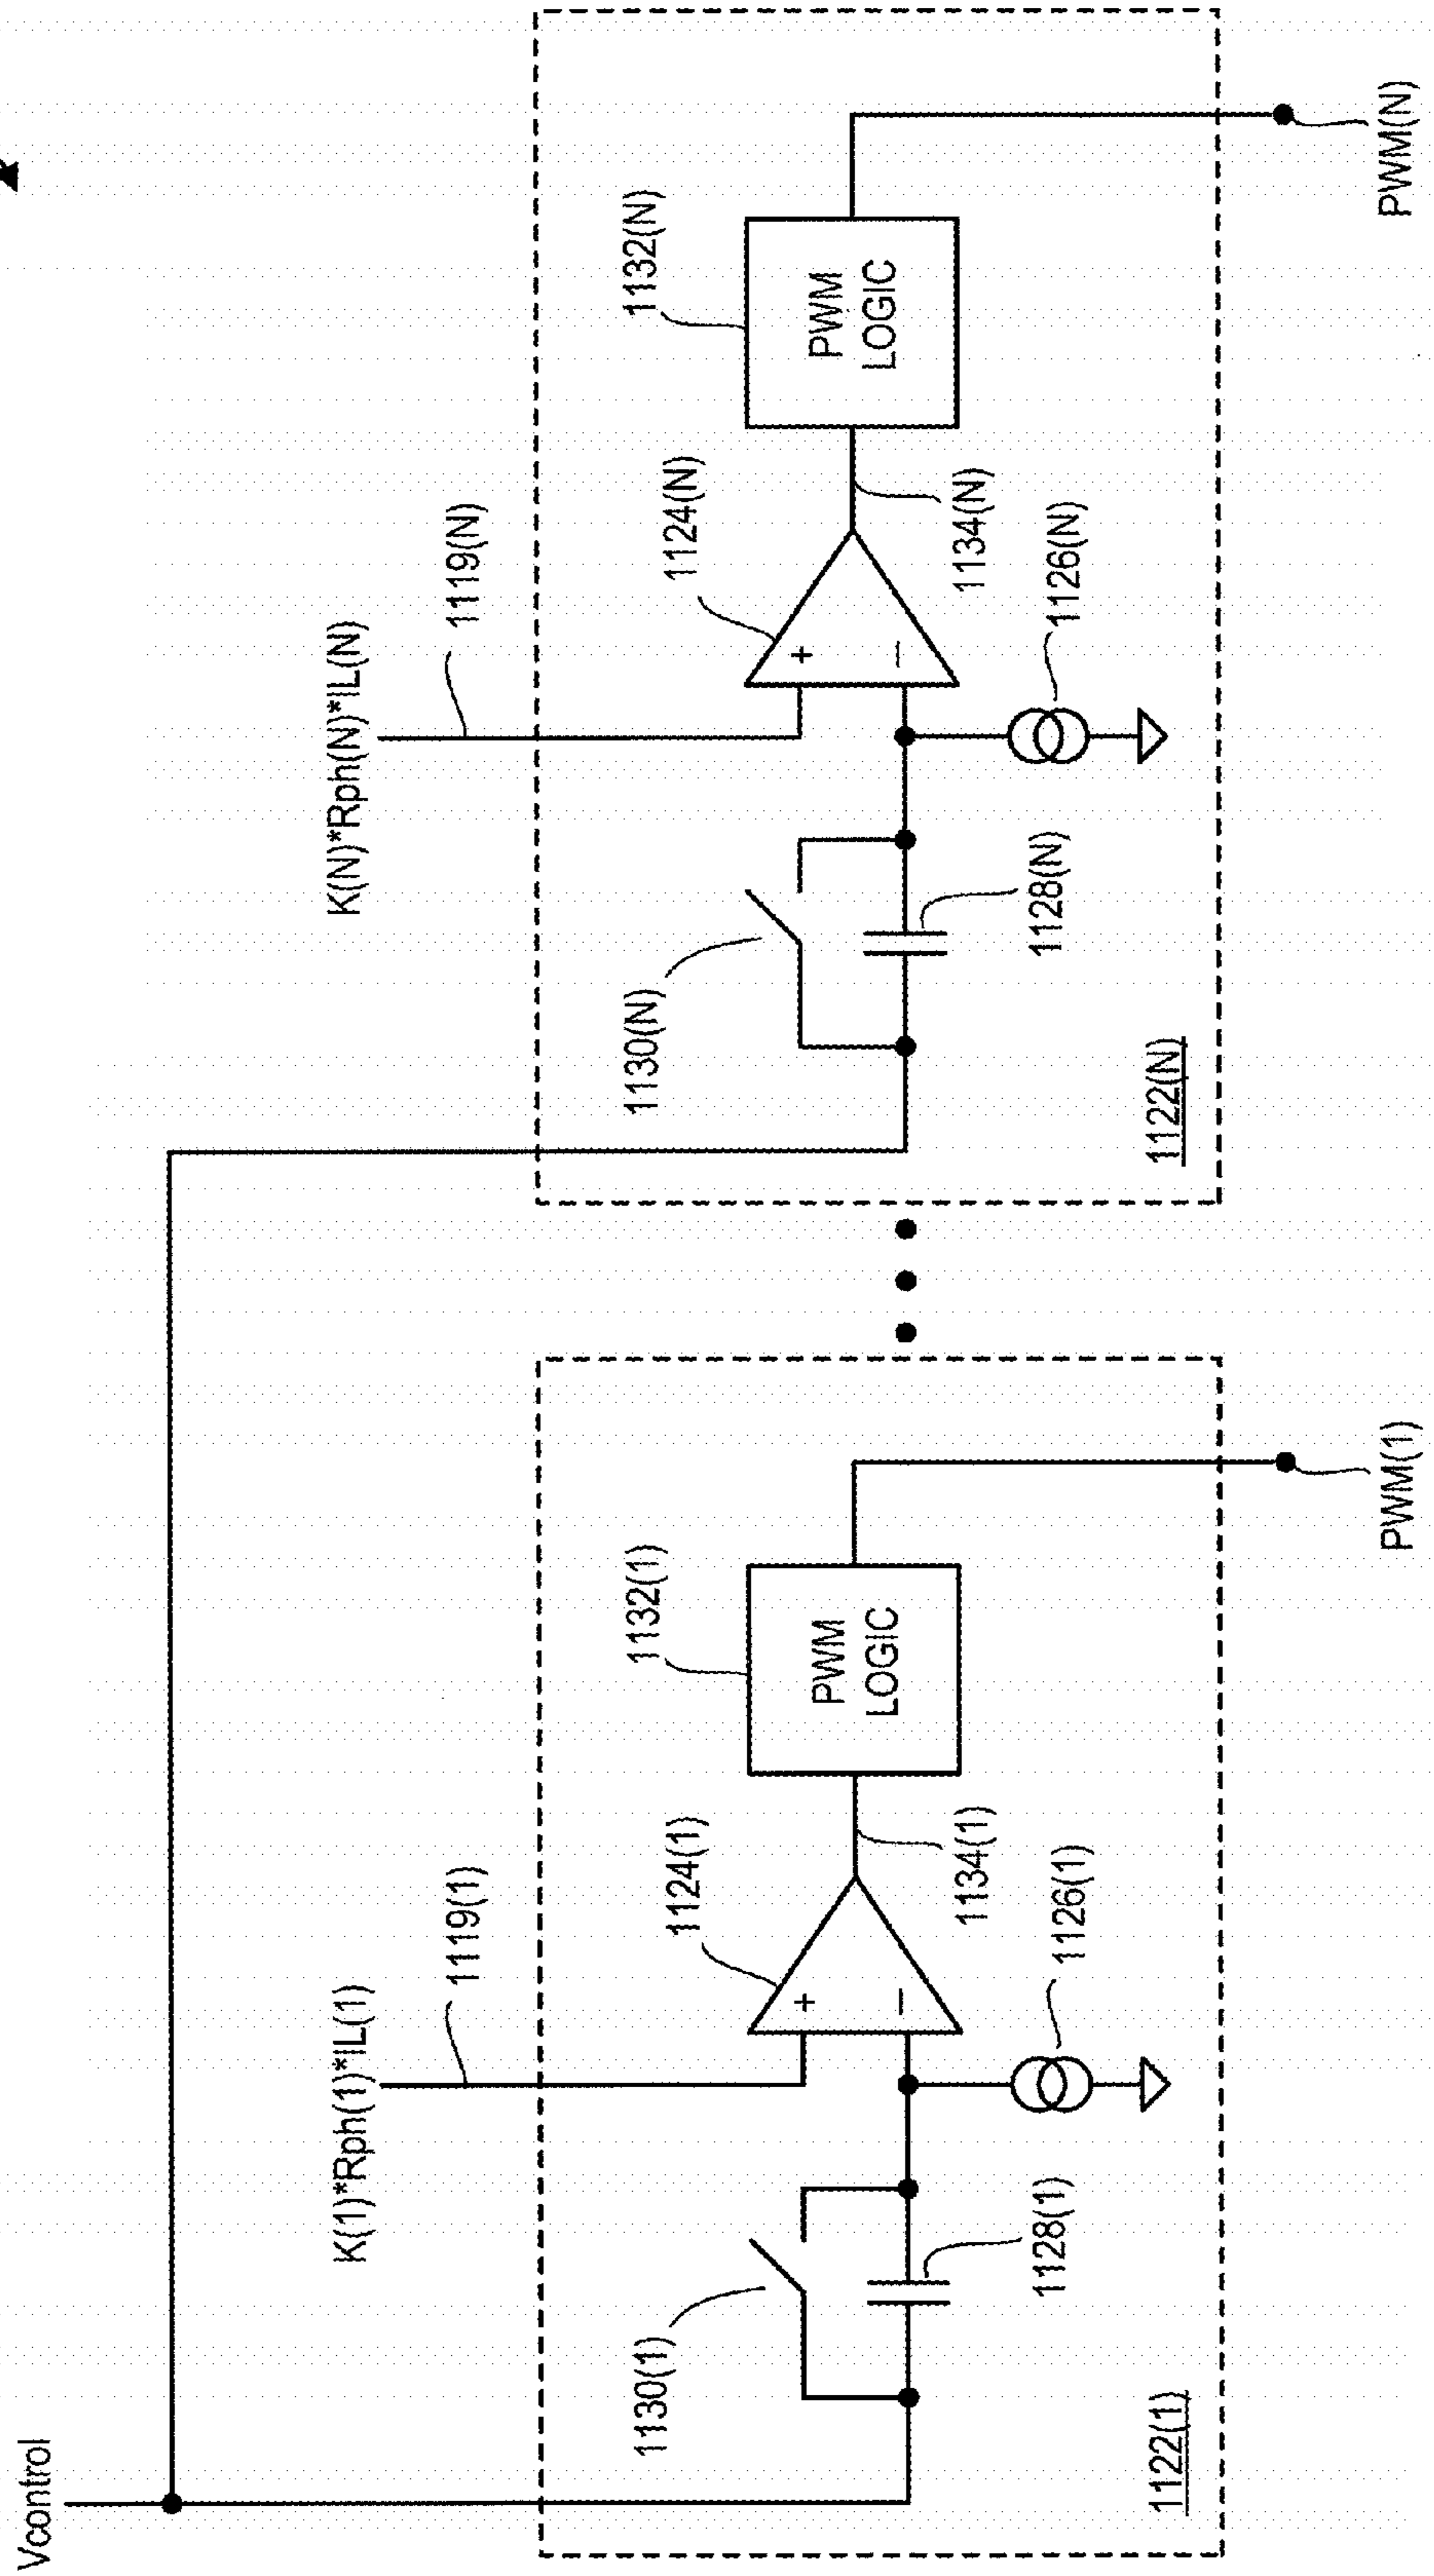 Vcontrol
K(1)*Rph(1)*IL(1)
1119(1)
K(N)*Rph(N)*IL(N)
1119(N)
1130(1)
1124(1)
1132(1)
+
−
PWM
LOGIC
1128(1)
1126(1)
1134(1)
1122(1)
PWM(1)
1130(N)
1124(N)
1132(N)
+
−
PWM
LOGIC
1128(N)
1126(N)
1134(N)
1122(N)
PWM(N)